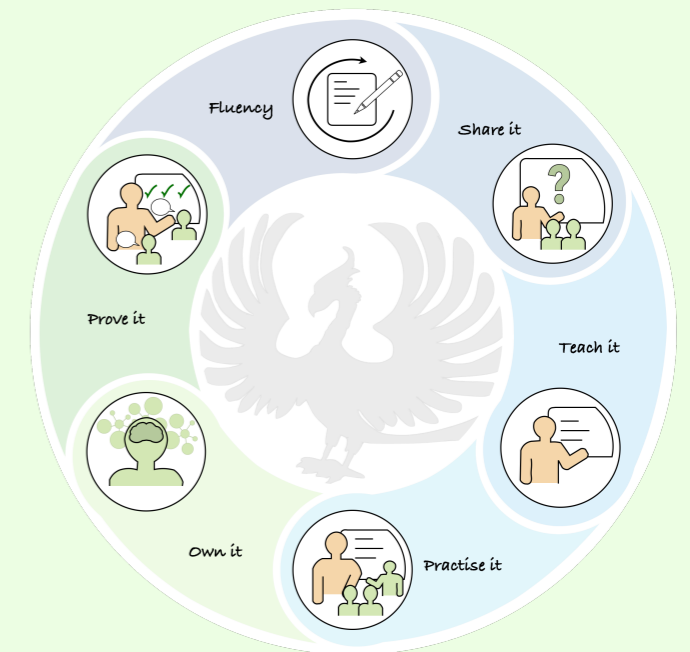 Fluency
Share it
Teach it
Practise it
Own it
Prove it